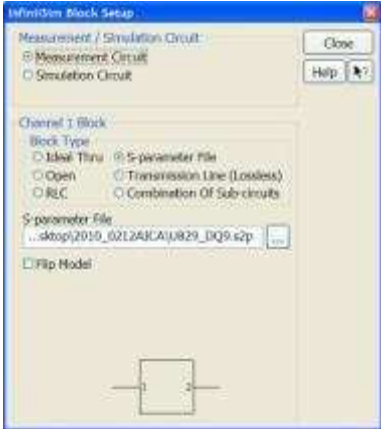 InfiniiSim Block Setup
Measurement / Simulation Circuit
Measurement Circuit
Simulation Circuit
Close
Help
Channel 1 Block
Block Type
Ideal Thru
S-parameter File
Open
Transmission Line (Lossless)
RLC
Combination Of Sub-circuits
S-parameter File
...sktop\2010_0212AJCA\U829_DQ9.s2p
...
Flip Model
1
2